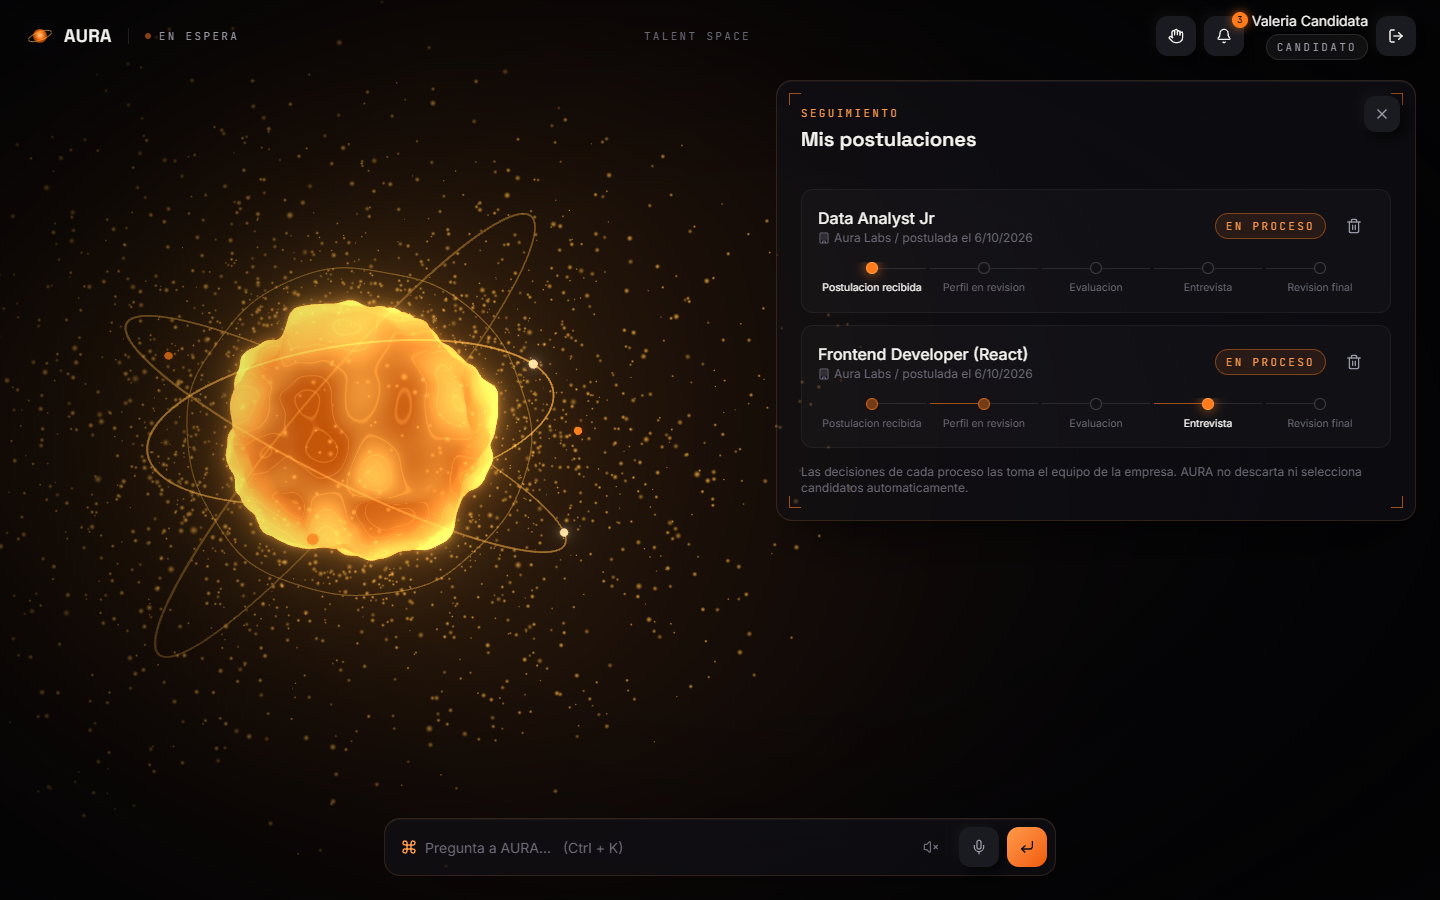 AURA
EN ESPERA
TALENT SPACE
3
Valeria Candidata
CANDIDATO
SEGUIMIENTO
Mis postulaciones
Data Analyst Jr
Aura Labs / postulada el 6/10/2026
EN PROCESO
Postulacion recibida Perfil en revision Evaluacion Entrevista Revision final
Frontend Developer (React)
Aura Labs / postulada el 6/10/2026
EN PROCESO
Postulacion recibida Perfil en revision Evaluacion Entrevista Revision final
Las decisiones de cada proceso las toma el equipo de la empresa. AURA no descarta ni selecciona
candidatos automaticamente.
⌘ Pregunta a AURA... (Ctrl + K)